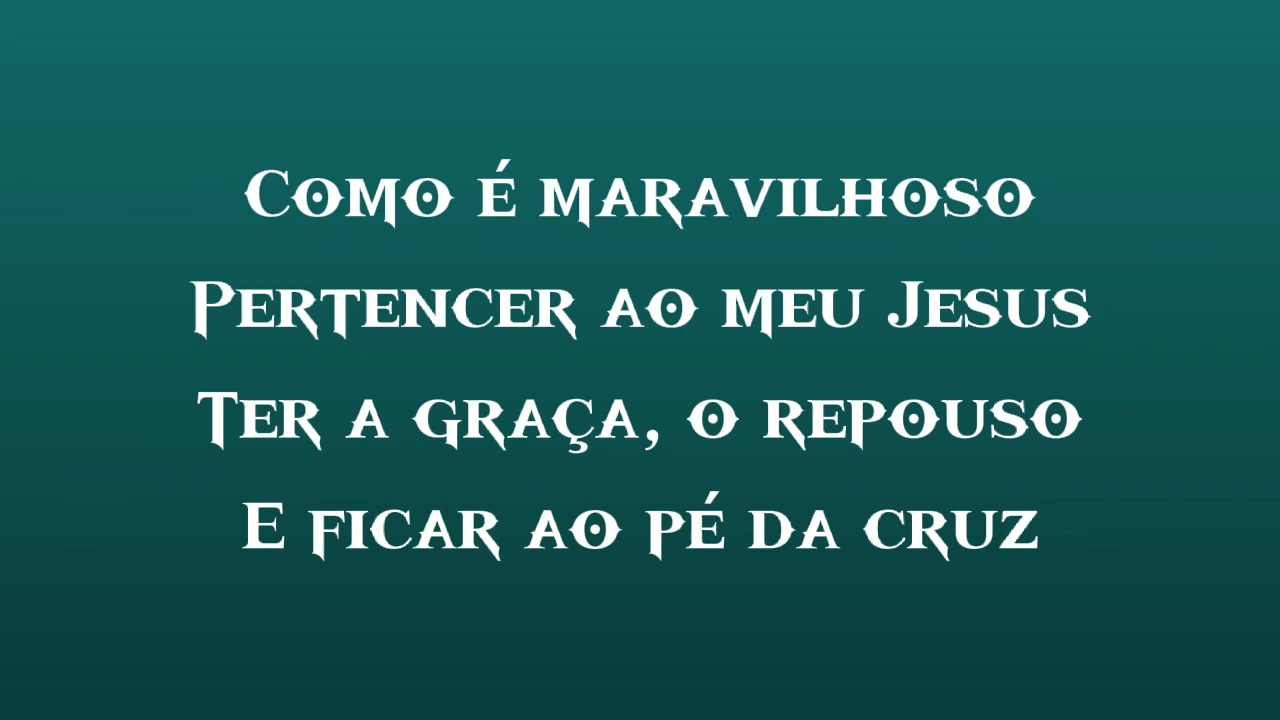 Como é maravilhoso
Pertencer ao meu Jesus
Ter a graça, o repouso
E ficar ao pé da cruz